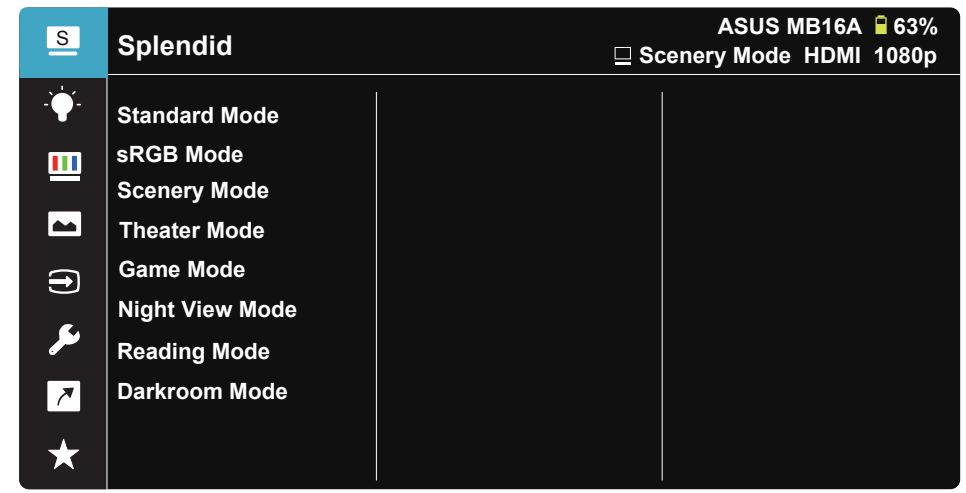 S
Splendid
ASUS MB16A 63%
Scenery Mode HDMI 1080p
Standard Mode
sRGB Mode
Scenery Mode
Theater Mode
Game Mode
Night View Mode
Reading Mode
Darkroom Mode